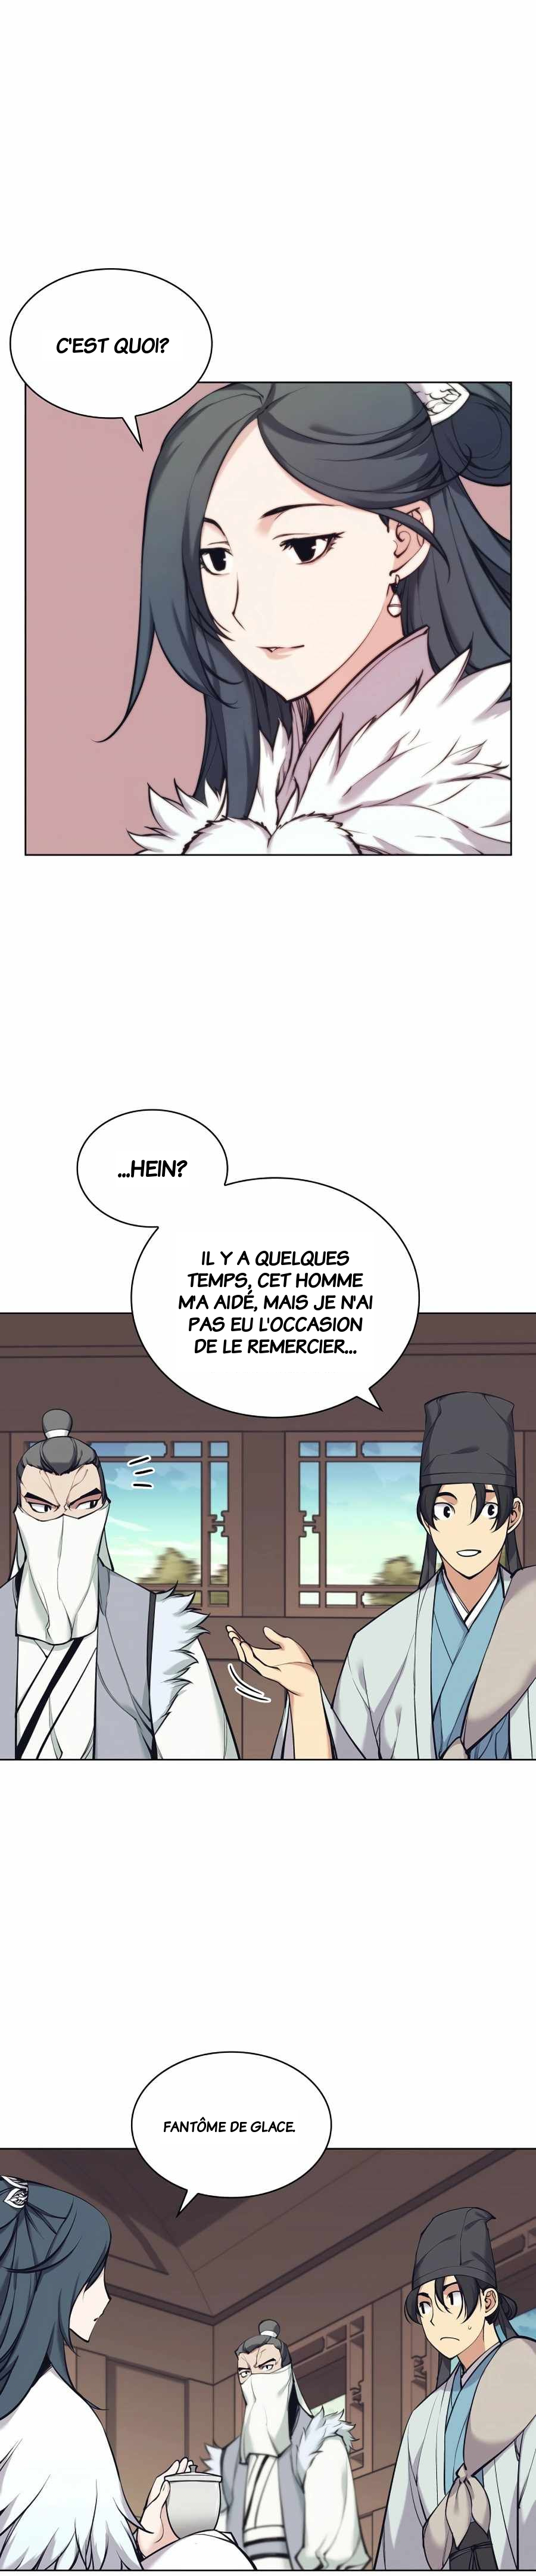 C'EST QUOI?
...HEIN?
IL Y A QUELQUES
TEMPS, CET HOMME
M'A AIDÉ, MAIS JE N'AI
PAS EU L'OCCASION
DE LE REMERCIER...
FANTÔME DE GLACE.